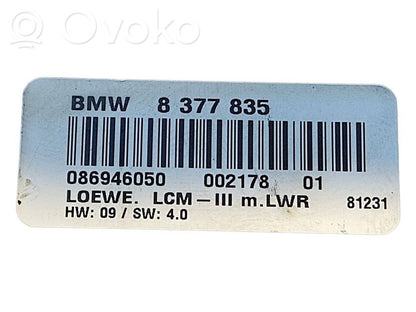 Ovoko
BMW 8 377 835
086946050 002178 01
LOEWE. LCM-III m.LWR 81231
HW: 09 / SW: 4.0